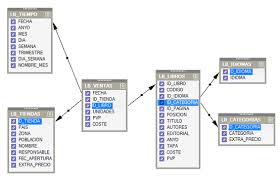 LB_TIEMPO
FECHA
ANYO
MES
DIA
SEMANA
TRIMESTRE
DIA_SEMANA
NOMBRE_MES
LB_TIENDAS
ID_TIENDA
PAIS
ZONA
POBLACION
NOMBRE
RESPONSABLE
FEC_APERTURA
EXTRA_PRECIO
LB_VENTAS
FECHA
ID_TIENDA
ID_LIBRO
UNIDADES
PVP
COSTE
LB_LIBROS
ID_LIBRO
CODIGO
ID_IDIOMA
ID_CATEGORIA
ID_PAGINA
POSICION
TITULO
AUTORES
EDITORIAL
ANYO
TAPA
COSTE
PVP
LB_IDIOMAS
ID_IDIOMA
IDIOMA
LB_CATEGORIAS
ID_CATEGORIA
CATEGORIA
EXTRA_PRECIO